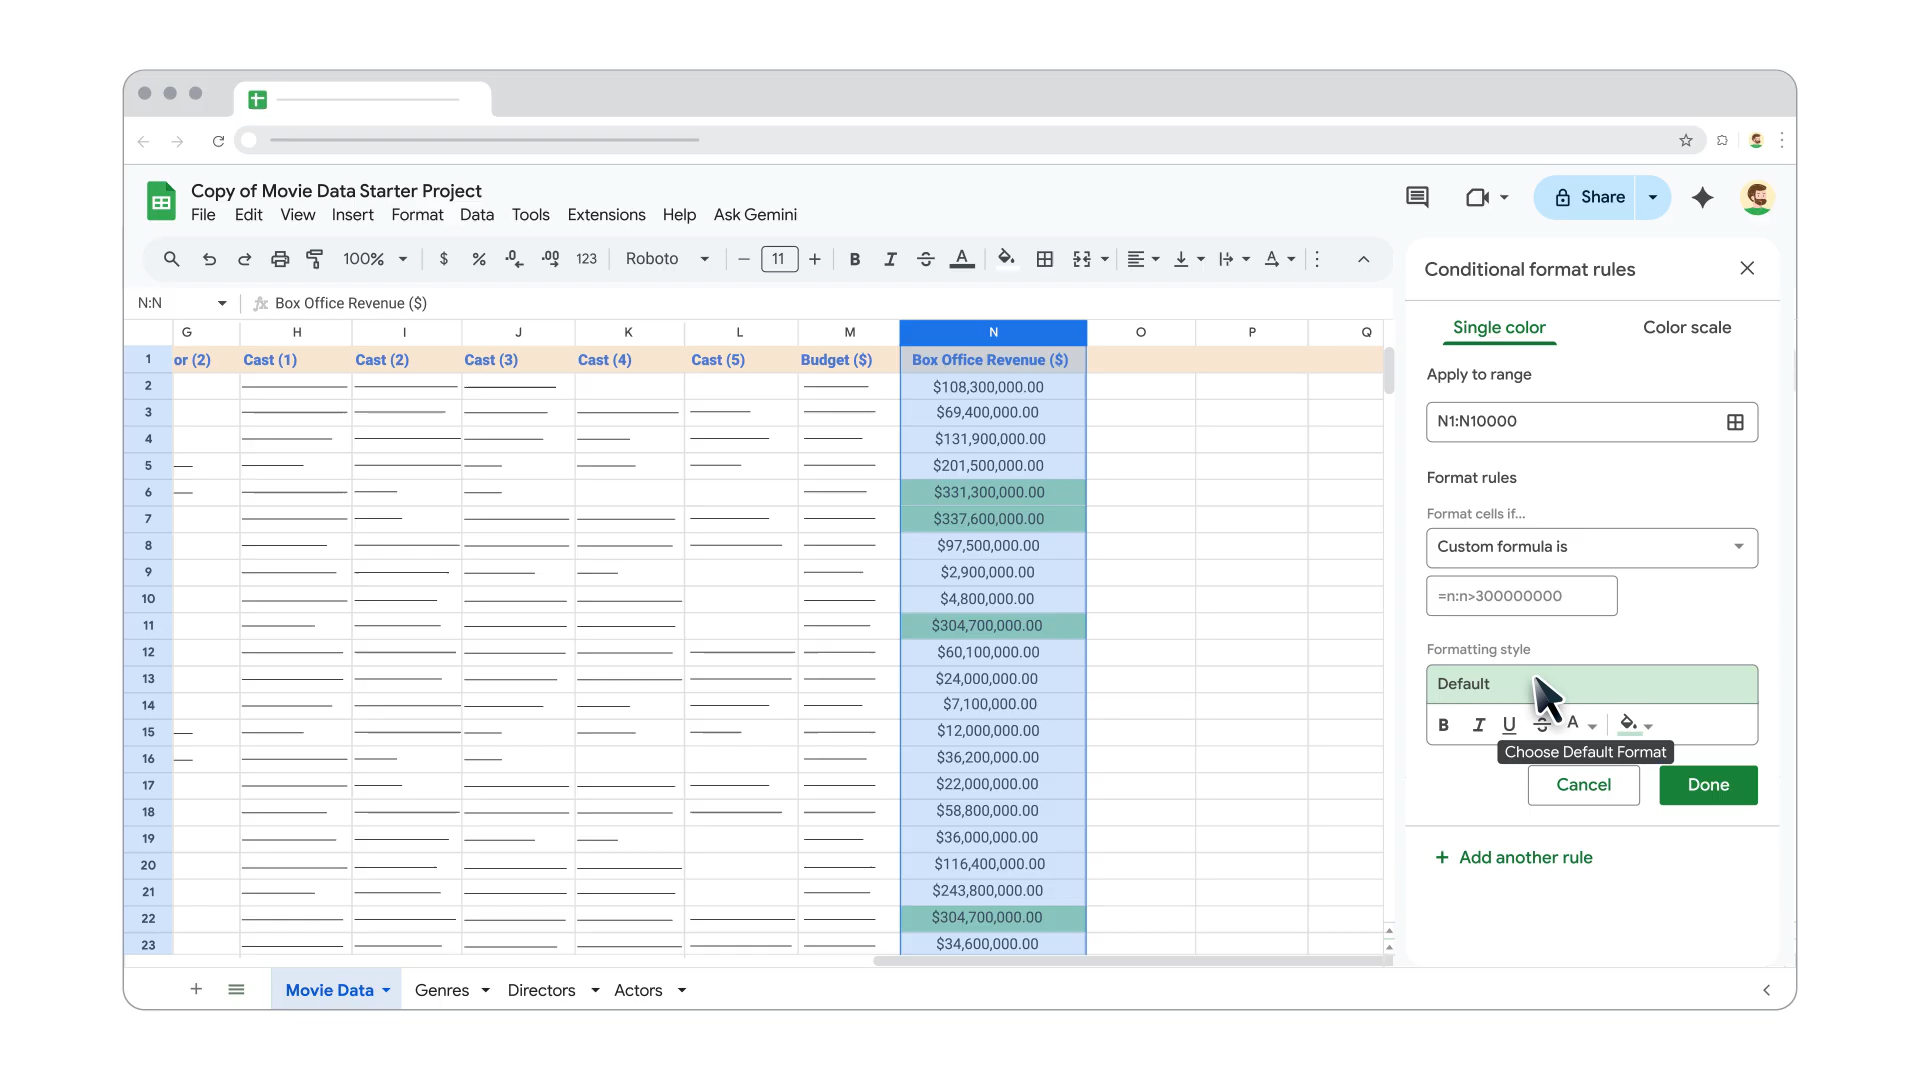 Copy of Movie Data Starter Project
File Edit View Insert Format Data Tools Extensions Help Ask Gemini
Share
100% $ % .0 .00 123 Roboto 11 B I S A A
N:N fx Box Office Revenue ($)
G H I J K L M N O P Q
1 or (2) Cast (1) Cast (2) Cast (3) Cast (4) Cast (5) Budget ($) Box Office Revenue ($)
2 $108,300,000.00
3 $69,400,000.00
4 $131,900,000.00
5 $201,500,000.00
6 $331,300,000.00
7 $337,600,000.00
8 $97,500,000.00
9 $2,900,000.00
10 $4,800,000.00
11 $304,700,000.00
12 $60,100,000.00
13 $24,000,000.00
14 $7,100,000.00
15 $12,000,000.00
16 $36,200,000.00
17 $22,000,000.00
18 $58,800,000.00
19 $36,000,000.00
20 $116,400,000.00
21 $243,800,000.00
22 $304,700,000.00
23 $34,600,000.00
Movie Data Genres Directors Actors
Conditional format rules
Single color Color scale
Apply to range
N1:N10000
Format rules
Format cells if...
Custom formula is
=n:n>300000000
Formatting style
Default
B I U S A
Choose Default Format
Cancel Done
+ Add another rule